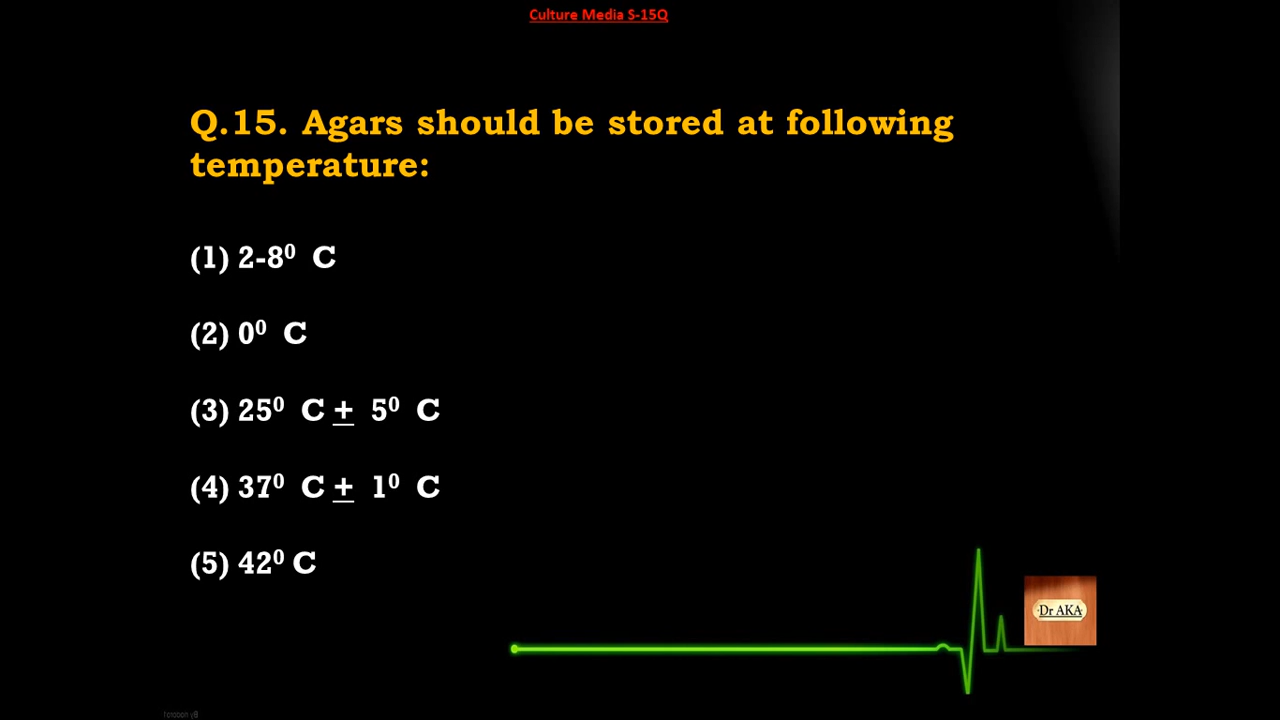 Culture Media S-15Q
Q.15. Agars should be stored at following
temperature:
(1) 2-8⁰ C
(2) 0⁰ C
(3) 25⁰ C ± 5⁰ C
(4) 37⁰ C ± 1⁰ C
(5) 42⁰ C
Dr AKA